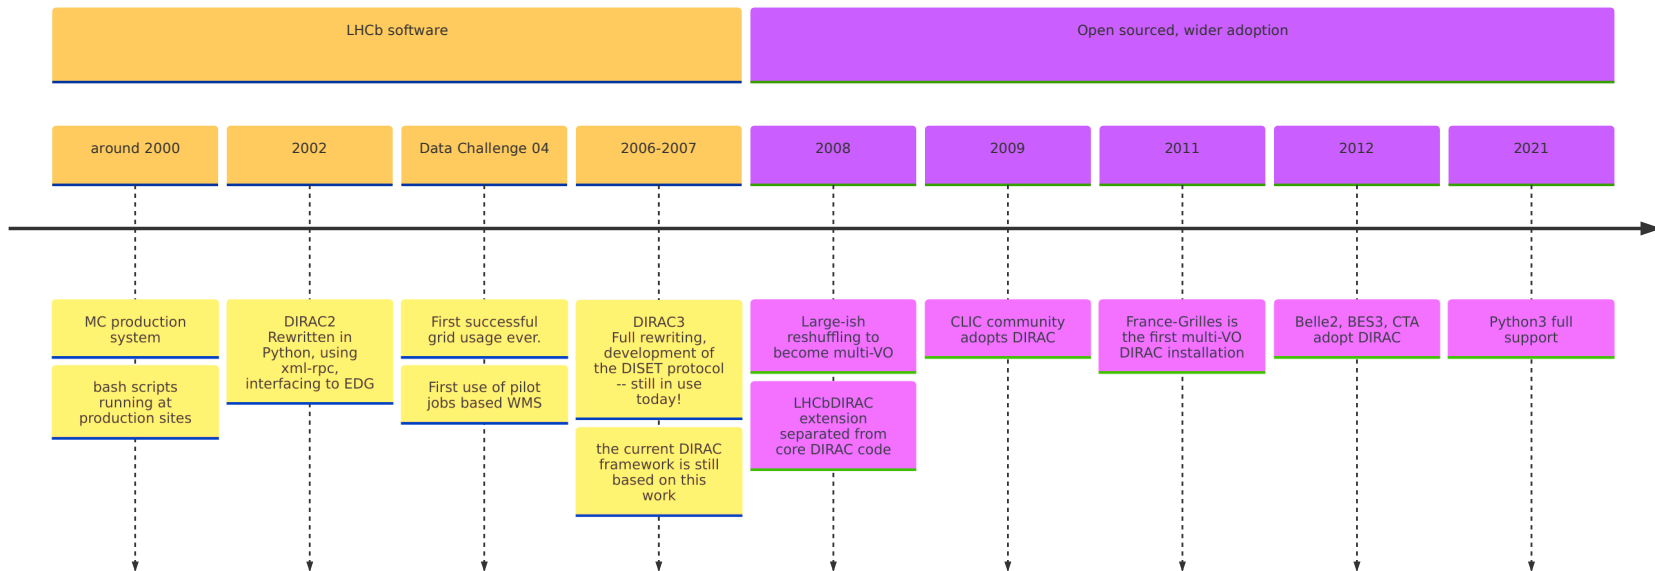 LHCb software
Open sourced, wider adoption
around 2000
2002
Data Challenge 04
2006-2007
2008
2009
2011
2012
2021
MC production
system
bash scripts
running at
production sites
DIRAC2
Rewritten in
Python, using
xml-rpc,
interfacing to EDG
First successful
grid usage ever.
First use of pilot
jobs based WMS
DIRAC3
Full rewriting,
development of
the DISET protocol
-- still in use
today!
the current DIRAC
framework is still
based on this
work
Large-ish
reshuffling to
become multi-VO
LHCbDIRAC
extension
separated from
core DIRAC code
CLIC community
adopts DIRAC
France-Grilles is
the first multi-VO
DIRAC installation
Belle2, BES3, CTA
adopt DIRAC
Python3 full
support